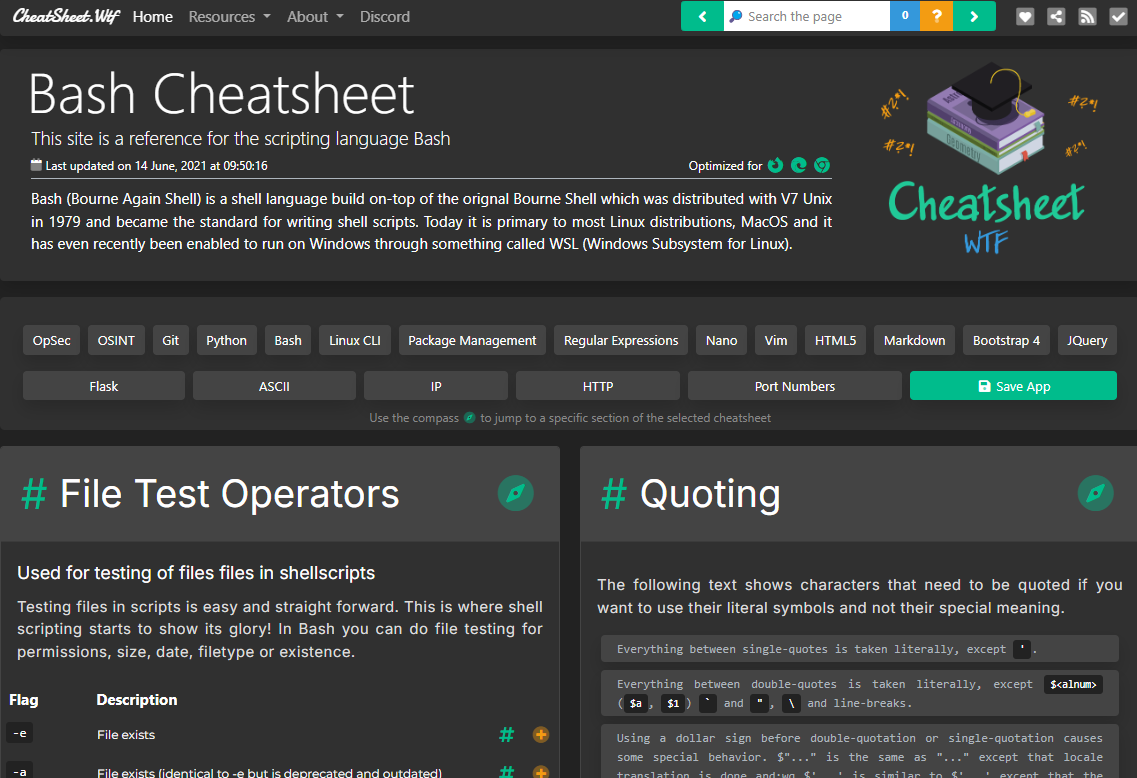 CheatSheet.Wtf Home Resources About Discord Search the page 0 ?
Bash Cheatsheet
This site is a reference for the scripting language Bash
Last updated on 14 June, 2021 at 09:50:16 Optimized for
Bash (Bourne Again Shell) is a shell language build on-top of the orignal Bourne Shell which was distributed with V7 Unix
in 1979 and became the standard for writing shell scripts. Today it is primary to most Linux distributions, MacOS and it
has even recently been enabled to run on Windows through something called WSL (Windows Subsystem for Linux).
#?*!
#?*!
#?*!
#?*!
Geometry
Cheatsheet
WTF
OpSec OSINT Git Python Bash Linux CLI Package Management Regular Expressions Nano Vim HTML5 Markdown Bootstrap 4 JQuery
Flask ASCII IP HTTP Port Numbers Save App
Use the compass to jump to a specific section of the selected cheatsheet
# File Test Operators
Used for testing of files files in shellscripts
Testing files in scripts is easy and straight forward. This is where shell
scripting starts to show its glory! In Bash you can do file testing for
permissions, size, date, filetype or existence.
Flag Description
-e File exists #
-a File exists (identical to -e but is deprecated and outdated) #
# Quoting
The following text shows characters that need to be quoted if you
want to use their literal symbols and not their special meaning.
Everything between single-quotes is taken literally, except ' .
Everything between double-quotes is taken literally, except $<alnum>
( $a , $1 ) ` and " , \ and line-breaks.
Using a dollar sign before double-quotation or single-quotation causes
some special behavior. $"..." is the same as "..." except that locale
translation is done and:wq $'...' is similar to $'...' except that the